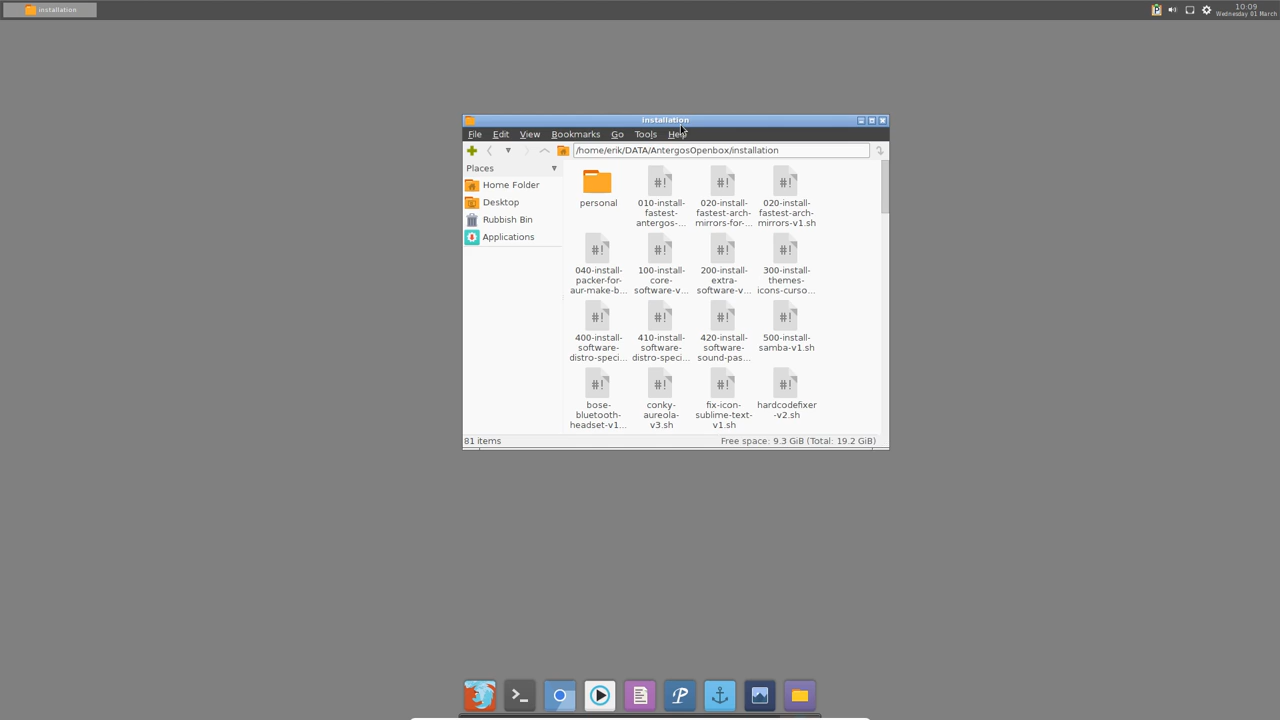 installation
10:09
Wednesday 01 March
installation
File Edit View Bookmarks Go Tools Help
/home/erik/DATA/AntergosOpenbox/installation
Places
Home Folder
Desktop
Rubbish Bin
Applications
personal
010-install-
fastest-
antergos-...
020-install-
fastest-arch-
mirrors-for-...
020-install-
fastest-arch-
mirrors-v1.sh
040-install-
packer-for-
aur-make-b...
100-install-
core-
software-v...
200-install-
extra-
software-v...
300-install-
themes-
icons-curso...
400-install-
software-
distro-speci...
410-install-
software-
distro-speci...
420-install-
software-
sound-pas...
500-install-
samba-v1.sh
bose-
bluetooth-
headset-v1...
conky-
aureola-
v3.sh
fix-icon-
sublime-text-
v1.sh
hardcodefixer
-v2.sh
81 items
Free space: 9.3 GiB (Total: 19.2 GiB)